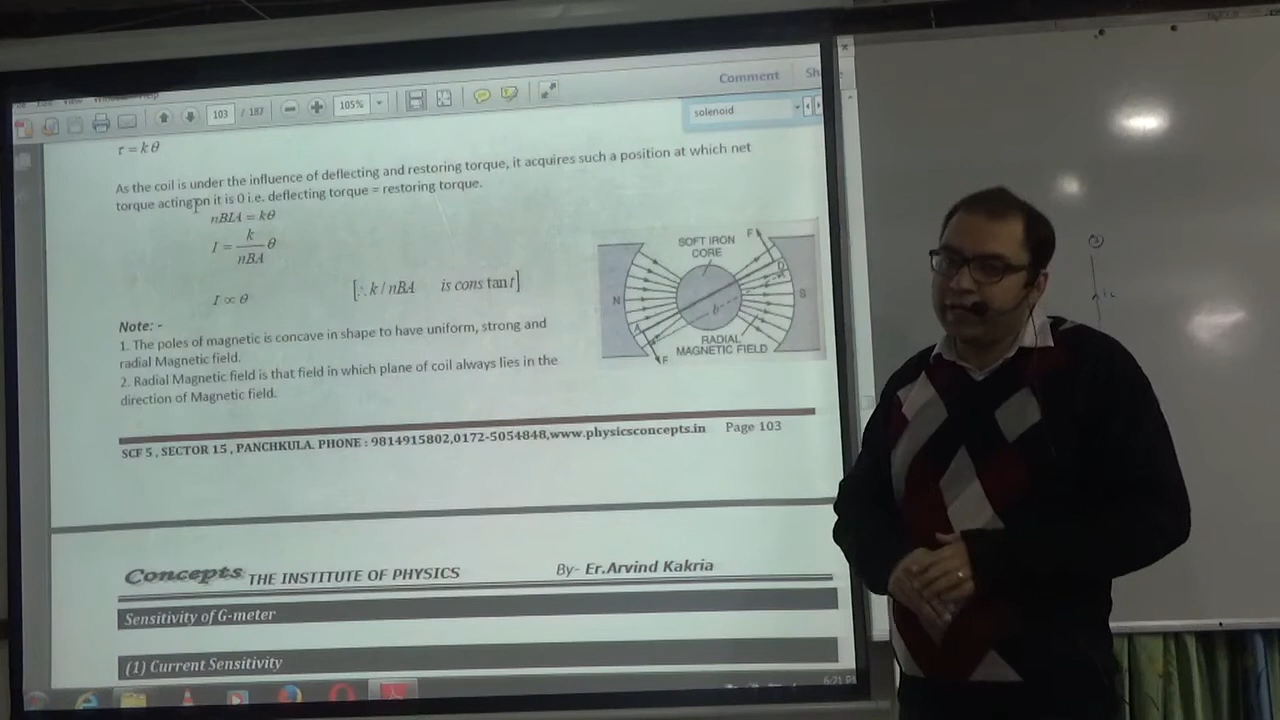 Comment
103 / 187
105%
solenoid
τ = kθ
As the coil is under the influence of deflecting and restoring torque, it acquires such a position at which net
torque acting on it is 0 i.e. deflecting torque = restoring torque.
nBIA = kθ
I = k/nBA θ
I ∝ θ [∴ k / nBA is cons tan t]
SOFT IRON
CORE
F
D
N
S
b
A
F
RADIAL
MAGNETIC FIELD
Note: -
1. The poles of magnetic is concave in shape to have uniform, strong and
radial Magnetic field.
2. Radial Magnetic field is that field in which plane of coil always lies in the
direction of Magnetic field.
SCF 5 , SECTOR 15 , PANCHKULA. PHONE : 9814915802,0172-5054848,www.physicsconcepts.in Page 103
Concepts THE INSTITUTE OF PHYSICS By- Er.Arvind Kakria
Sensitivity of G-meter
(1) Current Sensitivity